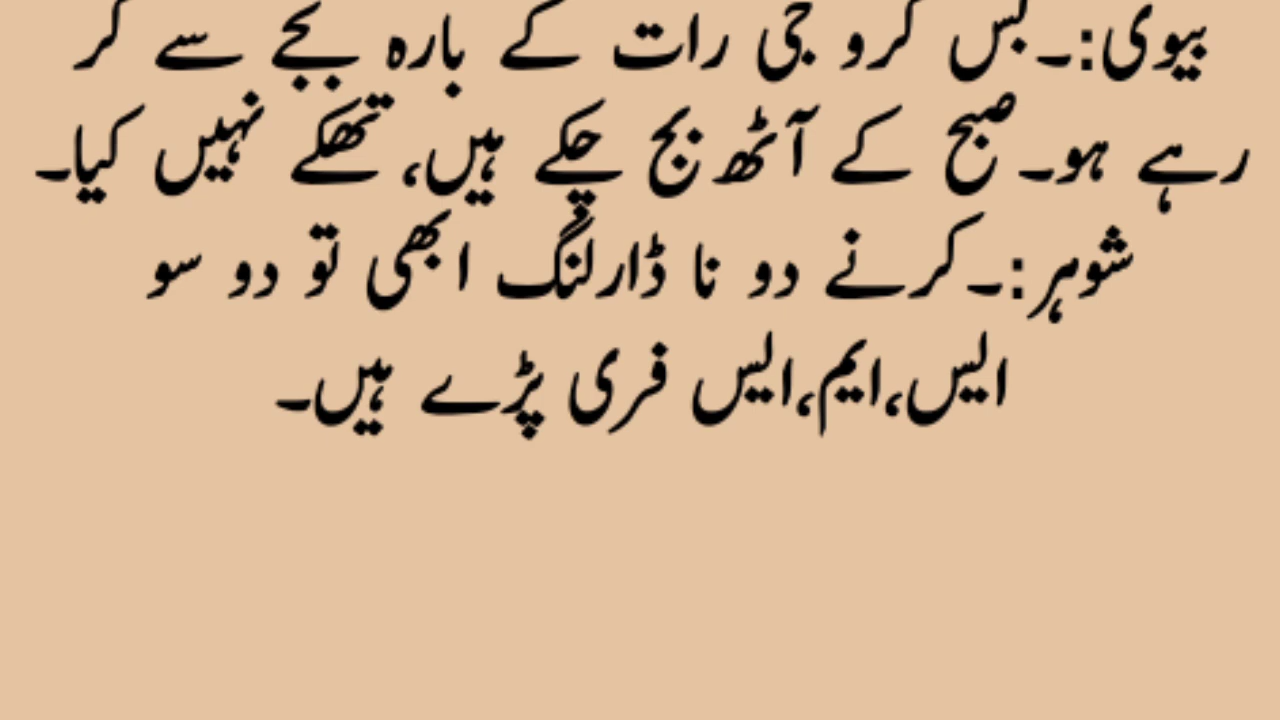 بیوی:۔بس کرو جی رات کے بارہ بجے سے کر
رہے ہو۔صبح کے آٹھ بج چکے ہیں،تھکے نہیں کیا۔
شوہر:۔کرنے دو نا ڈارلنگ ابھی تو دو سو
ایس،ایم،ایس فری پڑے ہیں۔